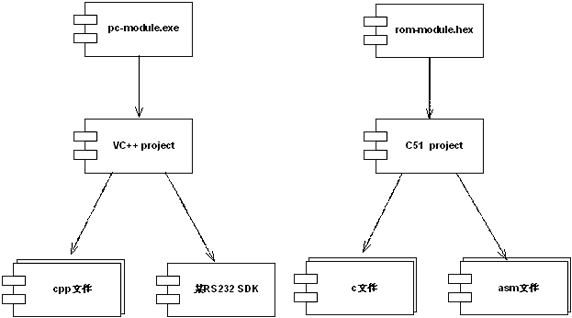 pc-module.exe
rom-module.hex
VC++ project
C51 project
cpp文件
某RS232 SDK
c文件
asm文件